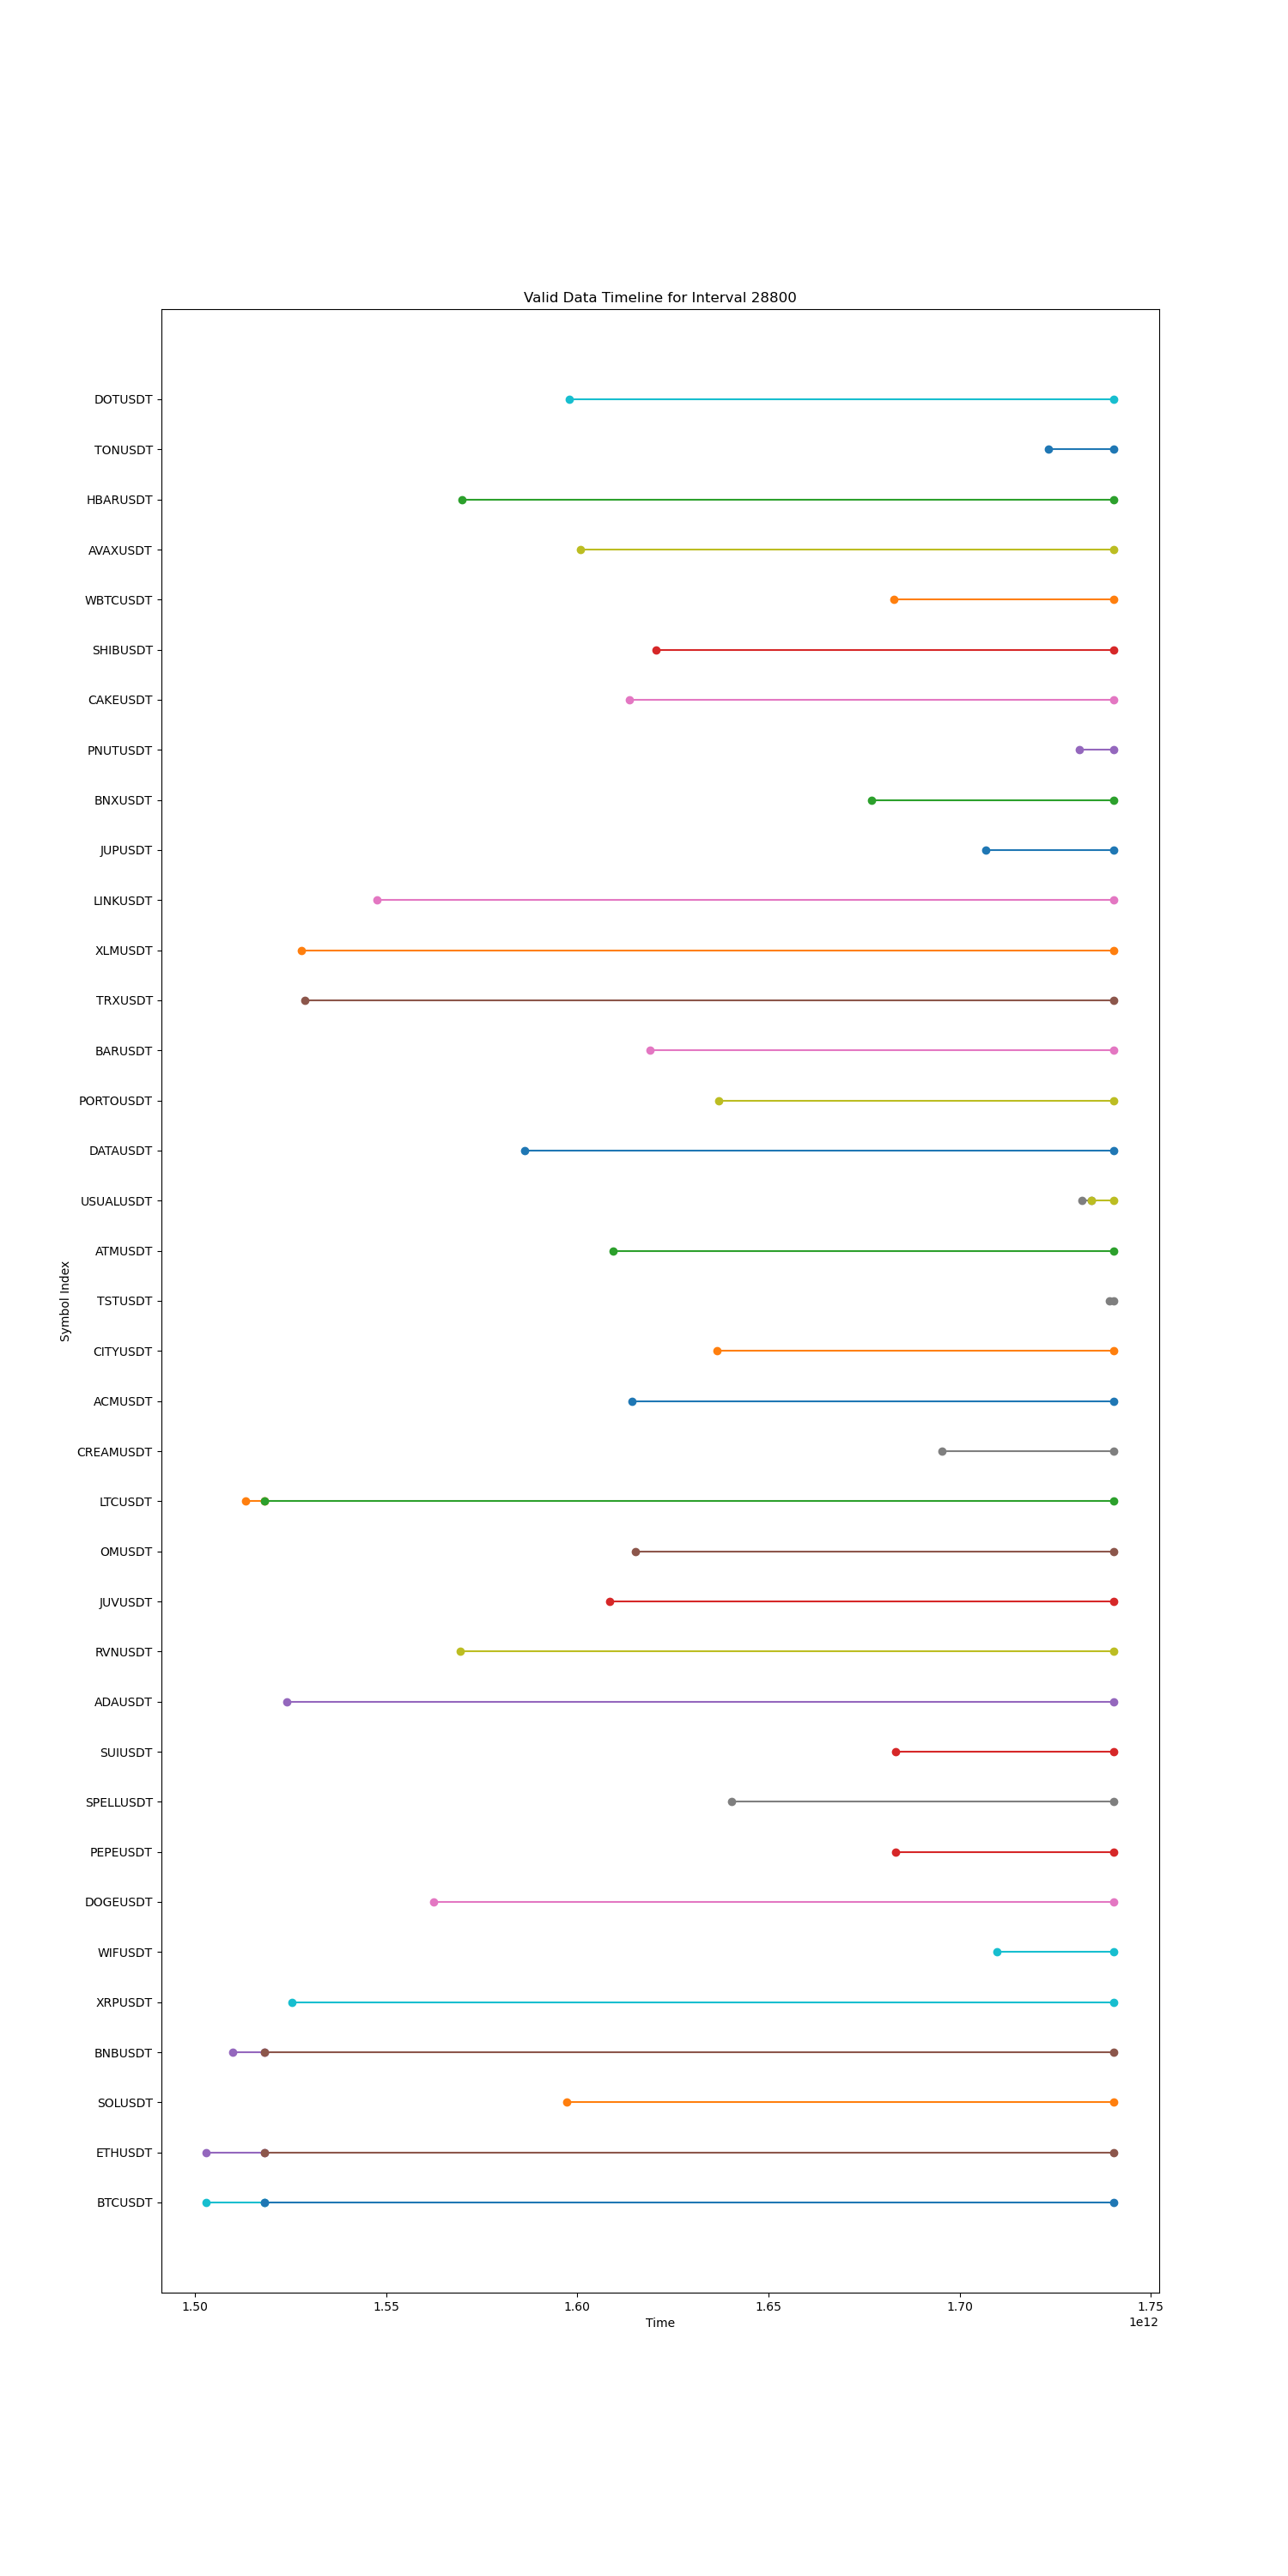 Valid Data Timeline for Interval 28800
DOTUSDT
TONUSDT
HBARUSDT
AVAXUSDT
WBTCUSDT
SHIBUSDT
CAKEUSDT
PNUTUSDT
BNXUSDT
JUPUSDT
LINKUSDT
XLMUSDT
TRXUSDT
BARUSDT
PORTOUSDT
DATAUSDT
USUALUSDT
ATMUSDT
TSTUSDT
CITYUSDT
ACMUSDT
CREAMUSDT
LTCUSDT
OMUSDT
JUVUSDT
RVNUSDT
ADAUSDT
SUIUSDT
SPELLUSDT
PEPEUSDT
DOGEUSDT
WIFUSDT
XRPUSDT
BNBUSDT
SOLUSDT
ETHUSDT
BTCUSDT
Symbol Index
1.50 1.55 1.60 1.65 1.70 1.75
Time
1e12